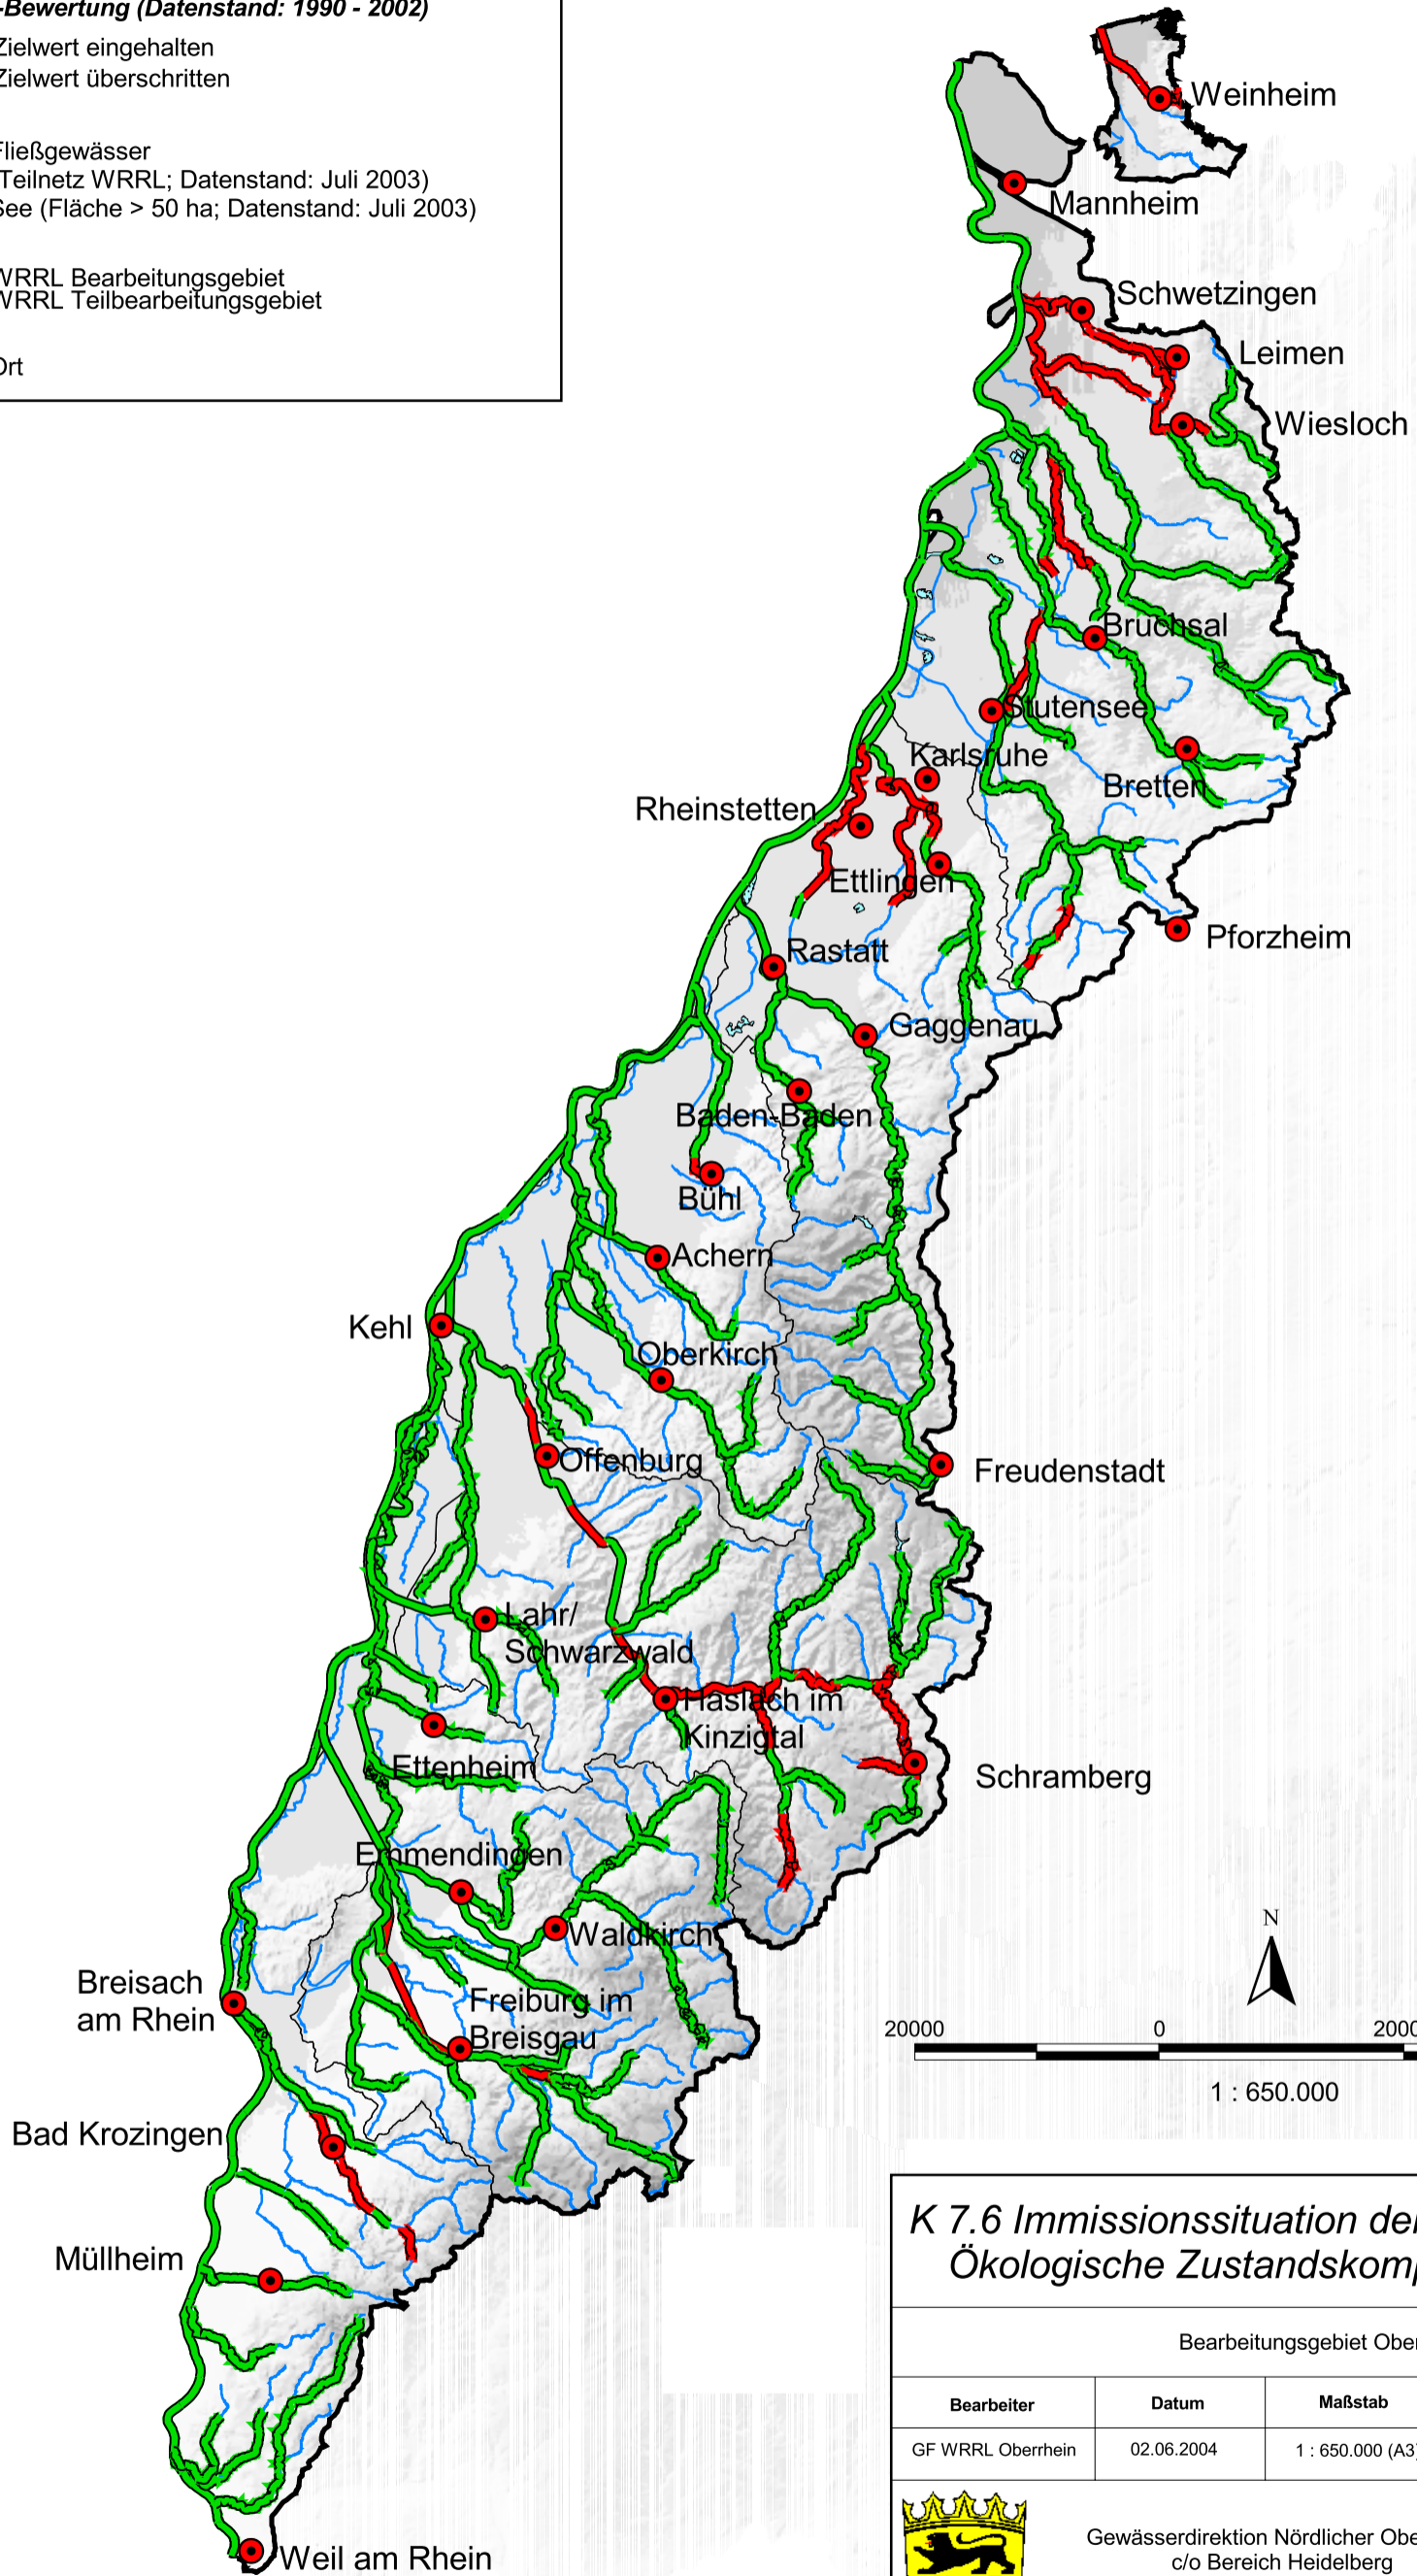 -Bewertung (Datenstand: 1990 - 2002)
Zielwert eingehalten
Zielwert überschritten
Fließgewässer
(Teilnetz WRRL; Datenstand: Juli 2003)
See (Fläche > 50 ha; Datenstand: Juli 2003)
WRRL Bearbeitungsgebiet
WRRL Teilbearbeitungsgebiet
Ort
Weinheim
Mannheim
Schwetzingen
Leimen
Wiesloch
Bruchsal
Stutensee
Karlsruhe
Bretten
Rheinstetten
Ettlingen
Pforzheim
Rastatt
Gaggenau
Baden-Baden
Bühl
Achern
Kehl
Oberkirch
Offenburg
Freudenstadt
Lahr/
Schwarzwald
Haslach im
Kinzigtal
Ettenheim
Schramberg
Emmendingen
Waldkirch
Breisach
am Rhein
Freiburg im
Breisgau
N
20000 0 2000
1 : 650.000
Bad Krozingen
Müllheim
Weil am Rhein
K 7.6 Immissionssituation der
Ökologische Zustandskomp
Bearbeitungsgebiet Ober
Bearbeiter Datum Maßstab
GF WRRL Oberrhein 02.06.2004 1 : 650.000 (A3)
Gewässerdirektion Nördlicher Obe
c/o Bereich Heidelberg